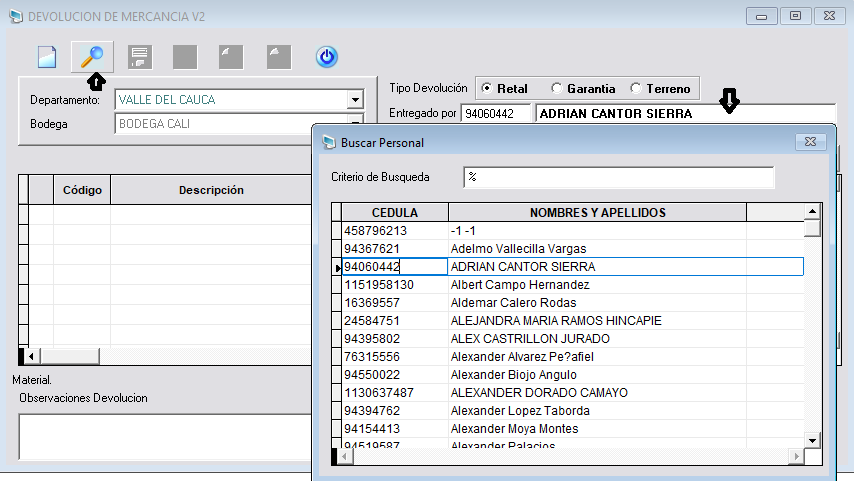 DEVOLUCION DE MERCANCIA V2
Departamento: VALLE DEL CAUCA
Bodega BODEGA CALI
Tipo Devolución Retal Garantia Terreno
Entregado por 94060442 ADRIAN CANTOR SIERRA
Código Descripción
Material.
Observaciones Devolucion
Buscar Personal
Criterio de Busqueda %
CEDULA NOMBRES Y APELLIDOS
458796213 -1 -1
94367621 Adelmo Vallecilla Vargas
94060442 ADRIAN CANTOR SIERRA
1151958130 Albert Campo Hernandez
16369557 Aldemar Calero Rodas
24584751 ALEJANDRA MARIA RAMOS HINCAPIE
94395802 ALEX CASTRILLON JURADO
76315556 Alexander Alvarez Pe?afiel
94550022 Alexander Biojo Angulo
1130637487 ALEXANDER DORADO CAMAYO
94394762 Alexander Lopez Taborda
94154413 Alexander Moya Montes
94519587 Alexander Palacios